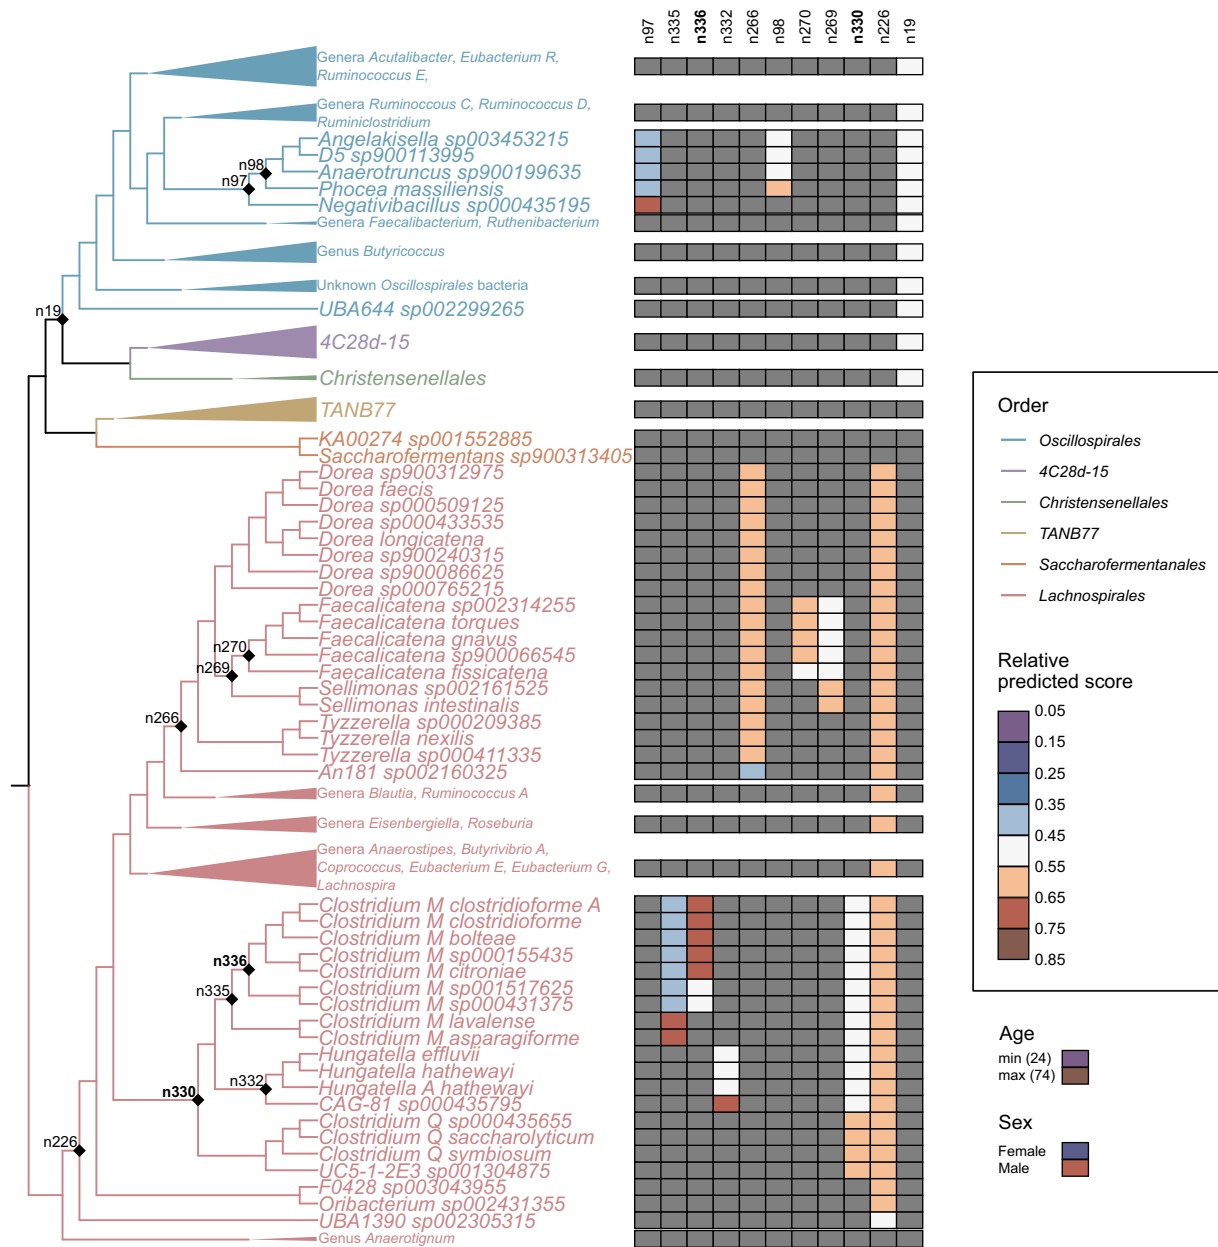 n97 n335 n336 n332 n266 n98 n270 n269 n330 n226 n19
Genera Acutalibacter, Eubacterium R,
Ruminococcus E,
Genera Ruminoccous C, Ruminococcus D,
Ruminiclostridium
Angelakisella sp003453215
D5 sp900113995
n98
Anaerotruncus sp900199635
n97
Phocea massiliensis
Negativibacillus sp000435195
Genera Faecalibacterium, Ruthenibacterium
Genus Butyricoccus
Unknown Oscillospirales bacteria
UBA644 sp002299265
n19
4C28d-15
Christensenellales
TANB77
KA00274 sp001552885
Saccharofermentans sp900313405
Dorea sp900312975
Dorea faecis
Dorea sp000509125
Dorea sp000433535
Dorea longicatena
Dorea sp900240315
Dorea sp900086625
Dorea sp000765215
Faecalicatena sp002314255
Faecalicatena torques
Faecalicatena gnavus
n270
Faecalicatena sp900066545
n269
Faecalicatena fissicatena
Sellimonas sp002161525
Sellimonas intestinalis
n266
Tyzzerella sp000209385
Tyzzerella nexilis
Tyzzerella sp000411335
An181 sp002160325
Genera Blautia, Ruminococcus A
Genera Eisenbergiella, Roseburia
Genera Anaerostipes, Butyrivibrio A,
Coprococcus, Eubacterium E, Eubacterium G,
Lachnospira
Clostridium M clostridioforme A
Clostridium M clostridioforme
Clostridium M bolteae
n336
Clostridium M sp000155435
Clostridium M citroniae
n335
Clostridium M sp001517625
Clostridium M sp000431375
Clostridium M lavalense
Clostridium M asparagiforme
Hungatella effluvii
Hungatella hathewayi
n332
Hungatella A hathewayi
n330
CAG-81 sp000435795
Clostridium Q sp000435655
Clostridium Q saccharolyticum
n226
Clostridium Q symbiosum
UC5-1-2E3 sp001304875
F0428 sp003043955
Oribacterium sp002431355
UBA1390 sp002305315
Genus Anaerotignum
Order
Oscillospirales
4C28d-15
Christensenellales
TANB77
Saccharofermentanales
Lachnospirales
Relative
predicted score
0.05
0.15
0.25
0.35
0.45
0.55
0.65
0.75
0.85
Age
min (24)
max (74)
Sex
Female
Male